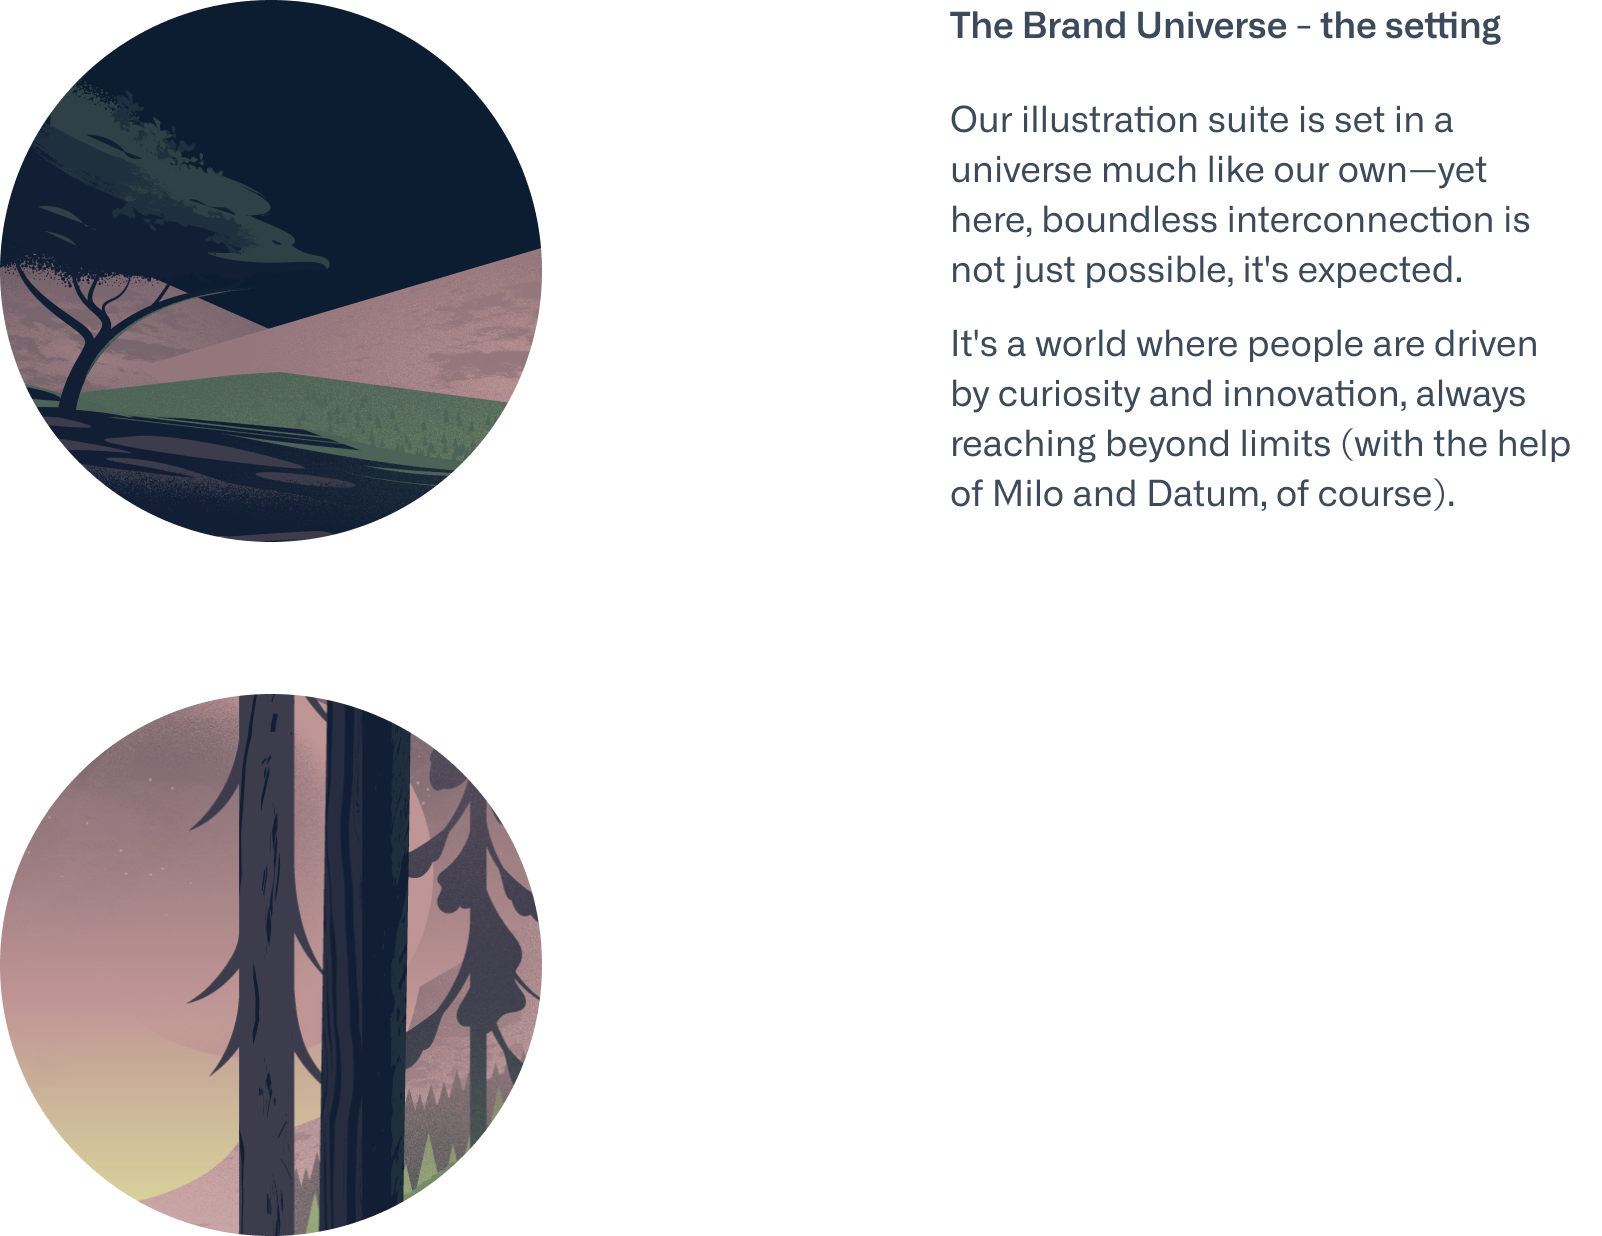 The Brand Universe - the setting
Our illustration suite is set in a
universe much like our own—yet
here, boundless interconnection is
not just possible, it's expected.
It's a world where people are driven
by curiosity and innovation, always
reaching beyond limits (with the help
of Milo and Datum, of course).